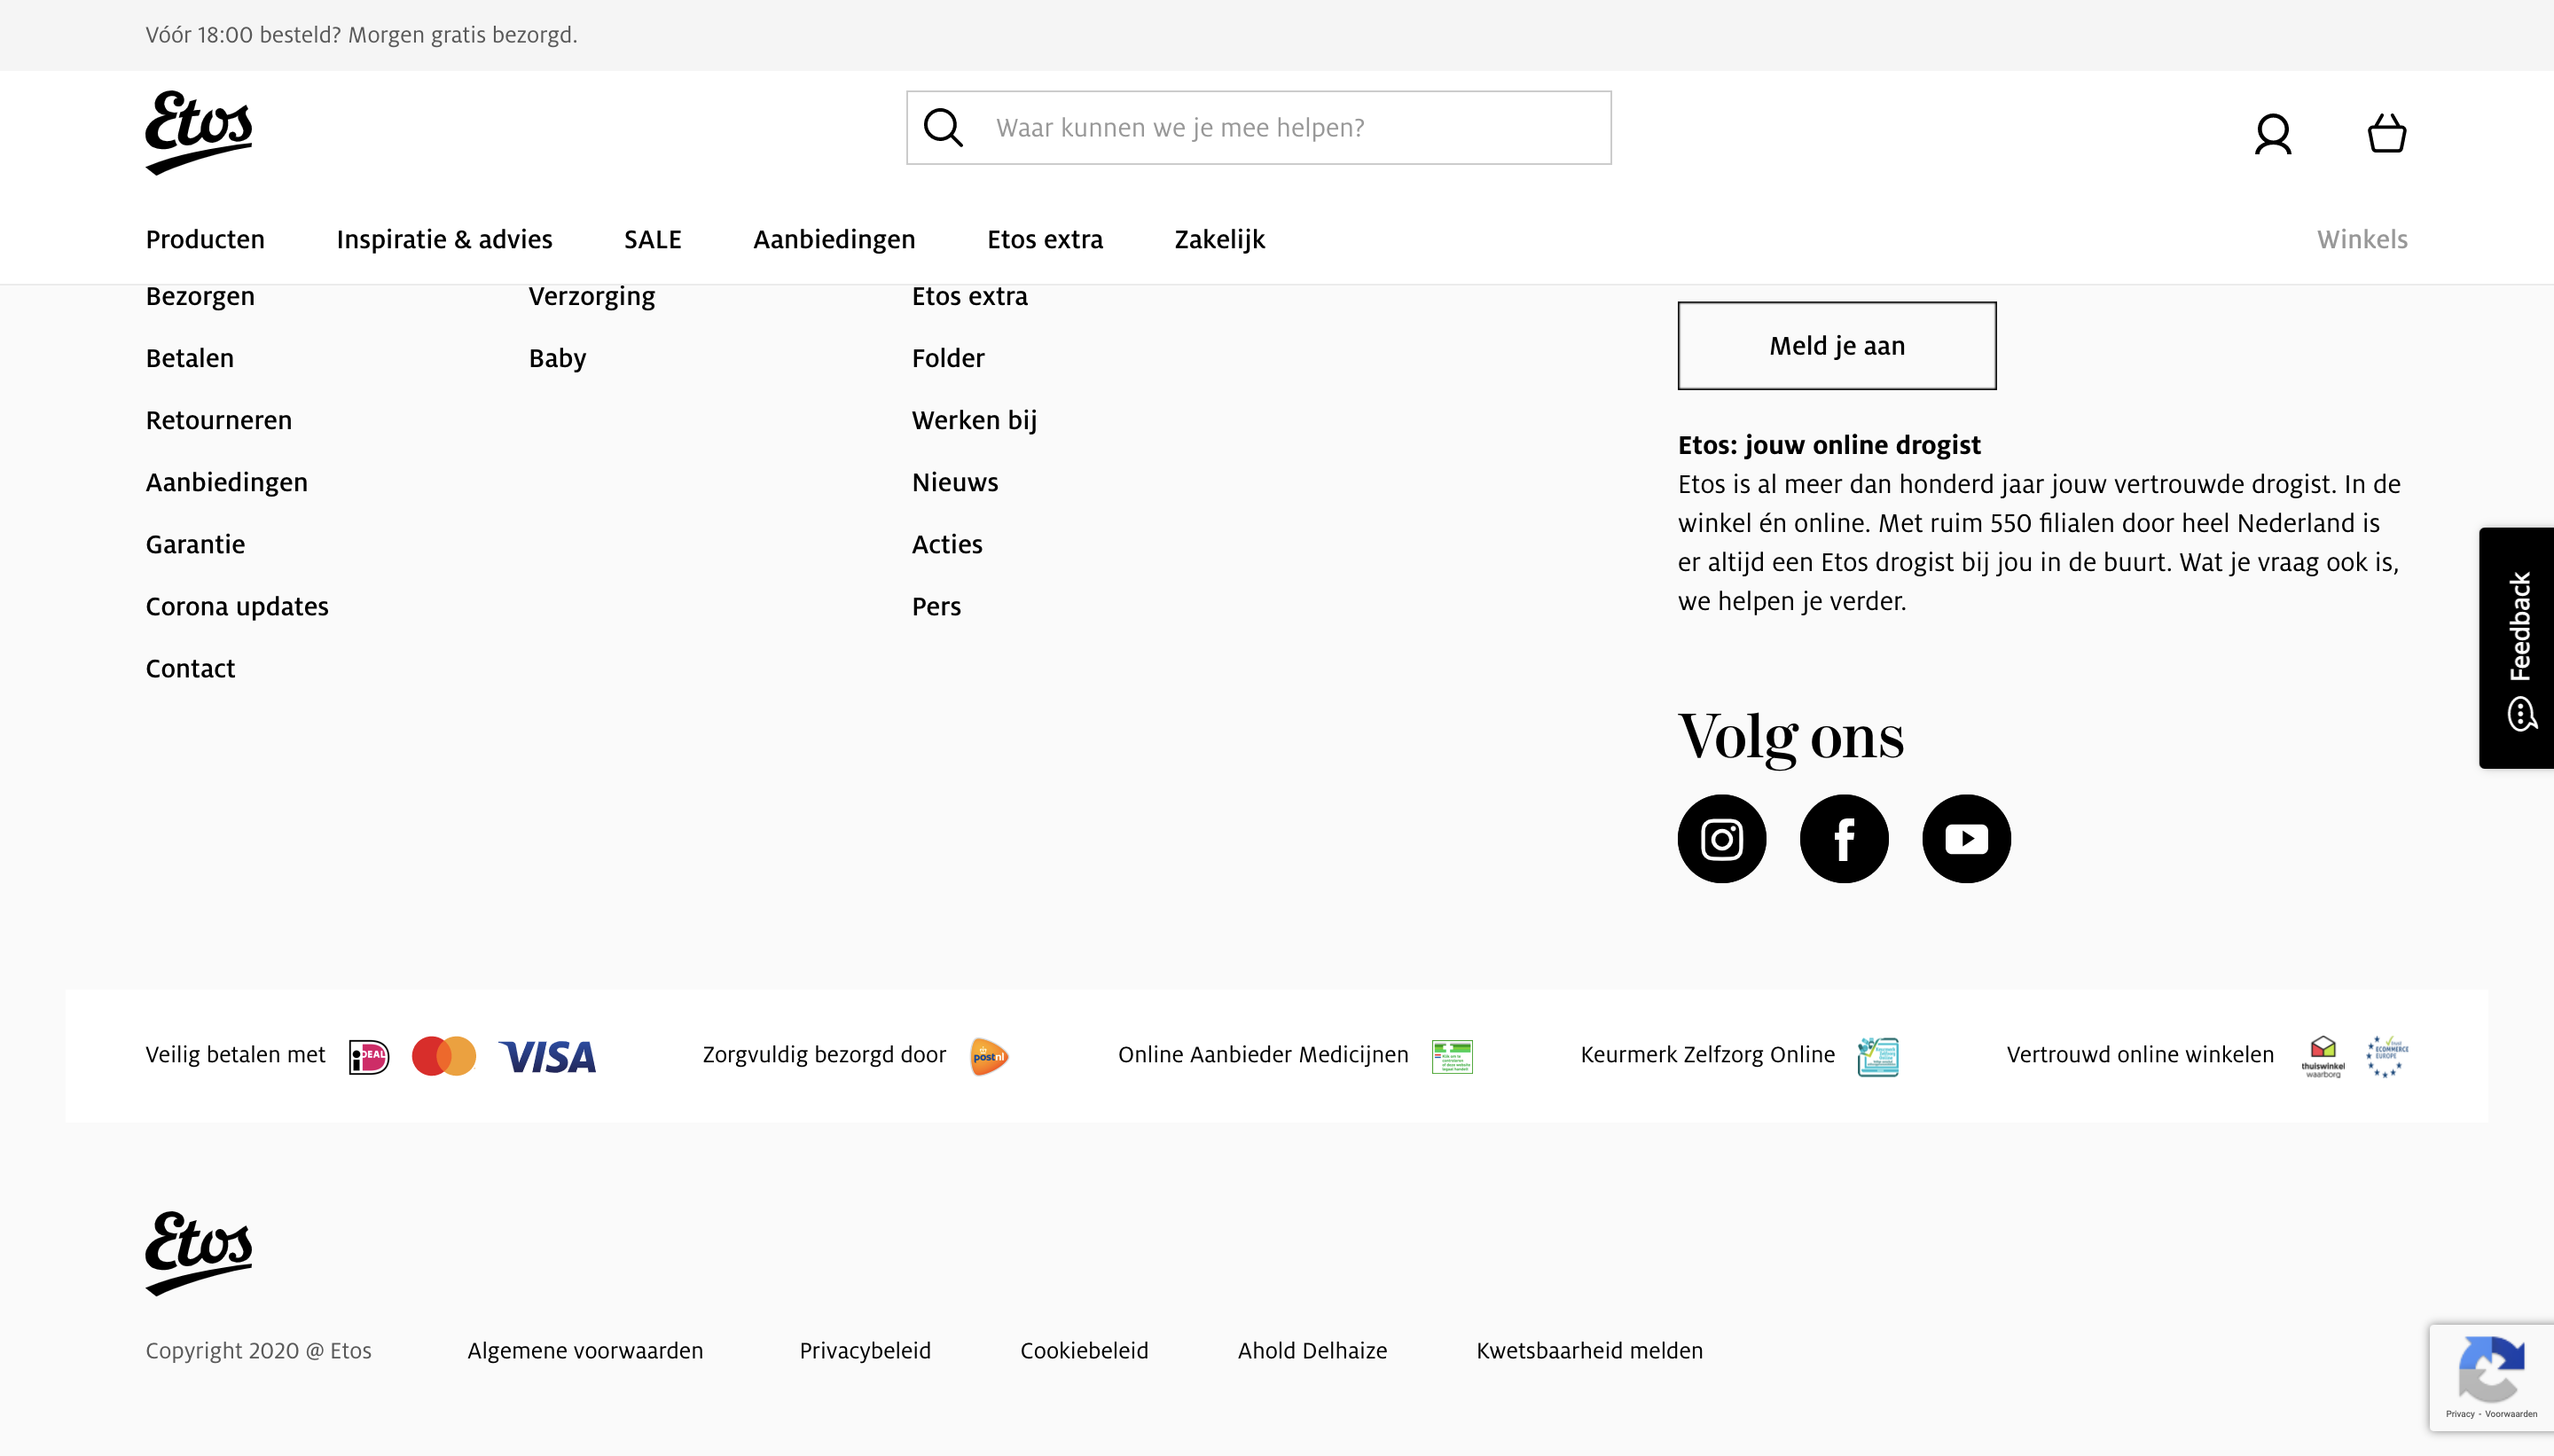 Vóór 18:00 besteld? Morgen gratis bezorgd.
Etos
Waar kunnen we je mee helpen?
Producten
Inspiratie & advies
SALE
Aanbiedingen
Etos extra
Zakelijk
Winkels
Bezorgen
Betalen
Retourneren
Aanbiedingen
Garantie
Corona updates
Contact
Verzorging
Baby
Etos extra
Folder
Werken bij
Nieuws
Acties
Pers
Meld je aan
Etos: jouw online drogist
Etos is al meer dan honderd jaar jouw vertrouwde drogist. In de
winkel én online. Met ruim 550 filialen door heel Nederland is
er altijd een Etos drogist bij jou in de buurt. Wat je vraag ook is,
we helpen je verder.
Volg ons
Feedback
Veilig betalen met
iDEAL
VISA
Zorgvuldig bezorgd door
postnl
Online Aanbieder Medicijnen
Keurmerk Zelfzorg Online
Vertrouwd online winkelen
thuiswinkel
waarborg
ECOMMERCE
EUROPE
Etos
Copyright 2020 @ Etos
Algemene voorwaarden
Privacybeleid
Cookiebeleid
Ahold Delhaize
Kwetsbaarheid melden
Privacy - Voorwaarden